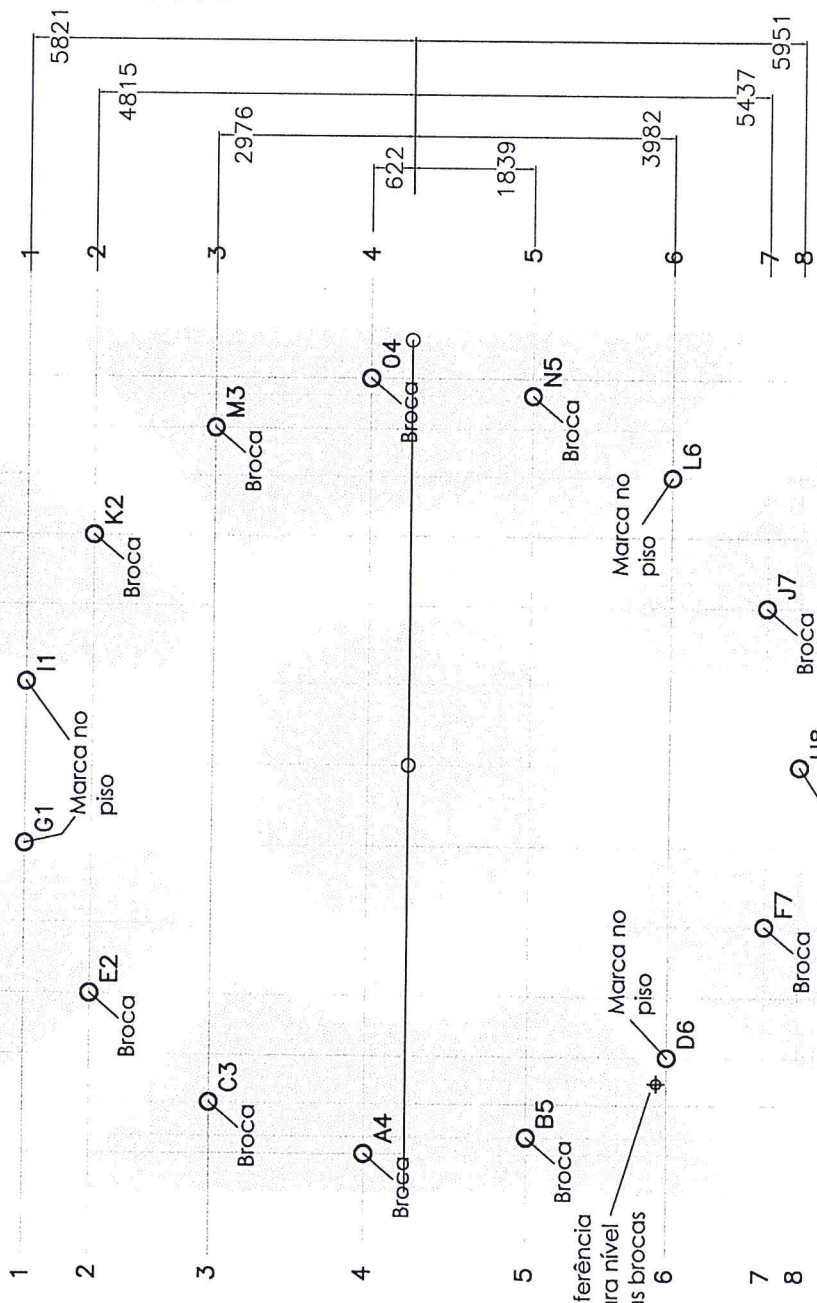 5821
4815
2976
622
1839
3982
5437
5951
1
2
3
4
5
6
7
8
G1
I1
Marca no
piso
E2
Broca
K2
Broca
C3
Broca
M3
Broca
A4
Broca
O4
Broca
B5
Broca
N5
Broca
D6
Marca no
piso
L6
Marca no
piso
ferência
ra nível
as brocas
F7
Broca
J7
Broca
1
2
3
4
5
6
7
8